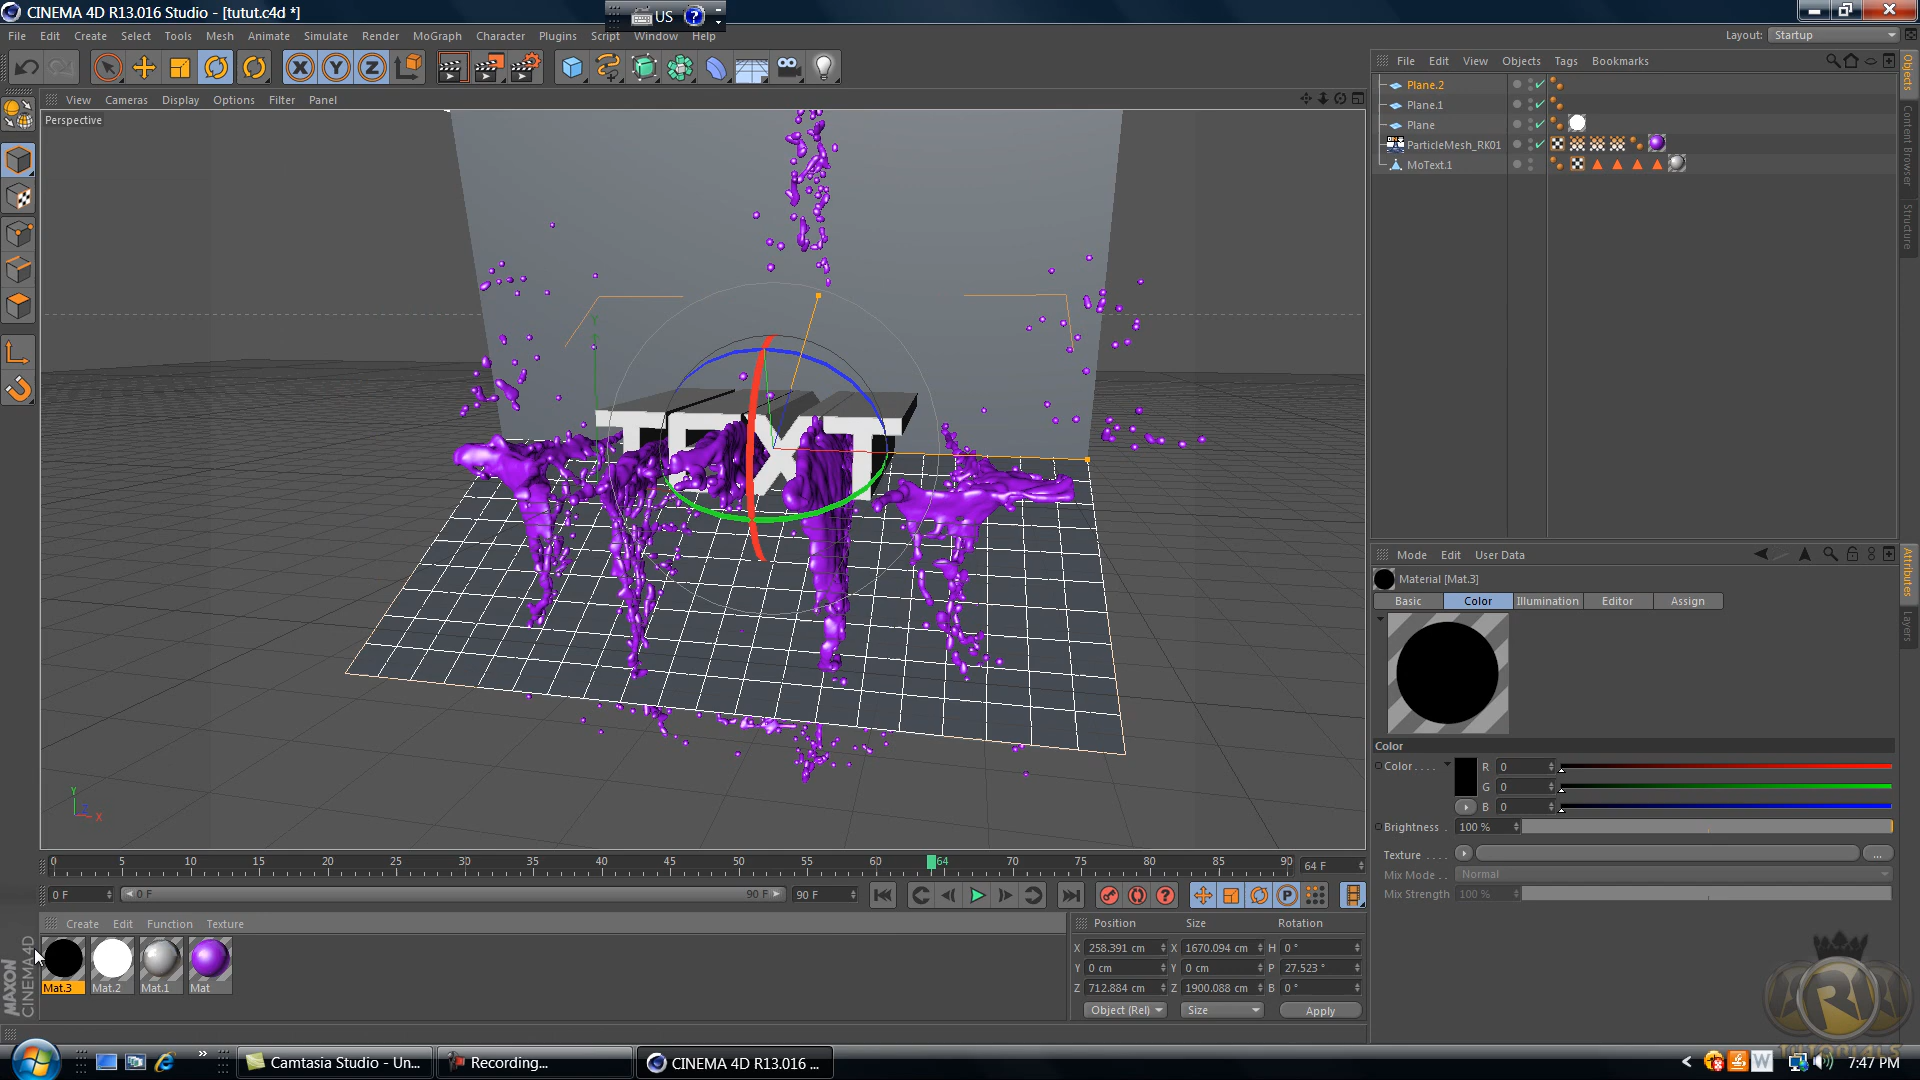 CINEMA 4D R13.016 Studio - [tutut.c4d *]
US
File Edit Create Select Tools Mesh Animate Simulate Render MoGraph Character Plugins Script Window Help
Layout: Startup
X Y Z
View Cameras Display Options Filter Panel
Perspective
TEXT
Y
X
0 5 10 15 20 25 30 35 40 45 50 55 60 64 70 75 80 85 90
64 F
0 F
0 F
90 F
90 F
Create Edit Function Texture
Mat.3 Mat.2 Mat.1 Mat
MAXON
CINEMA 4D
Position Size Rotation
X 258.391 cm X 1670.094 cm H 0 °
Y 0 cm Y 0 cm P 27.523 °
Z 712.884 cm Z 1900.088 cm B 0 °
Object (Rel) Size Apply
File Edit View Objects Tags Bookmarks
Plane.2
Plane.1
Plane
ParticleMesh_RK01
MoText.1
Objects
Content Browser
Structure
Mode Edit User Data
Material [Mat.3]
Basic Color Illumination Editor Assign
Color
Color . . . . R 0
G 0
B 0
Brightness . 100 %
Texture . . . . ...
Mix Mode . . Normal
Mix Strength 100 %
Attributes
Layers
TUTORIALS
Camtasia Studio - Un...
Recording...
CINEMA 4D R13.016 ...
7:47 PM